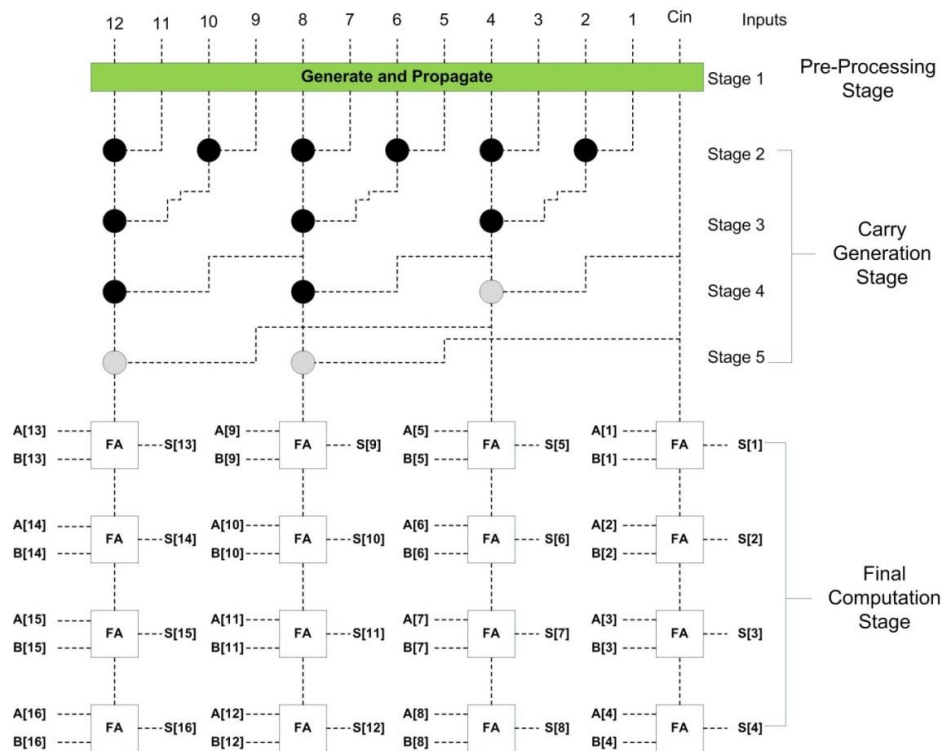 12 11 10 9 8 7 6 5 4 3 2 1 Cin Inputs
Generate and Propagate
Stage 1
Pre-Processing
Stage
Stage 2
Stage 3
Carry
Generation
Stage
Stage 4
Stage 5
A[13] FA S[13] A[9] FA S[9] A[5] FA S[5] A[1] FA S[1]
B[13] B[9] B[5] B[1]
A[14] FA S[14] A[10] FA S[10] A[6] FA S[6] A[2] FA S[2]
B[14] B[10] B[6] B[2]
Final
Computation
Stage
A[15] FA S[15] A[11] FA S[11] A[7] FA S[7] A[3] FA S[3]
B[15] B[11] B[7] B[3]
A[16] FA S[16] A[12] FA S[12] A[8] FA S[8] A[4] FA S[4]
B[16] B[12] B[8] B[4]